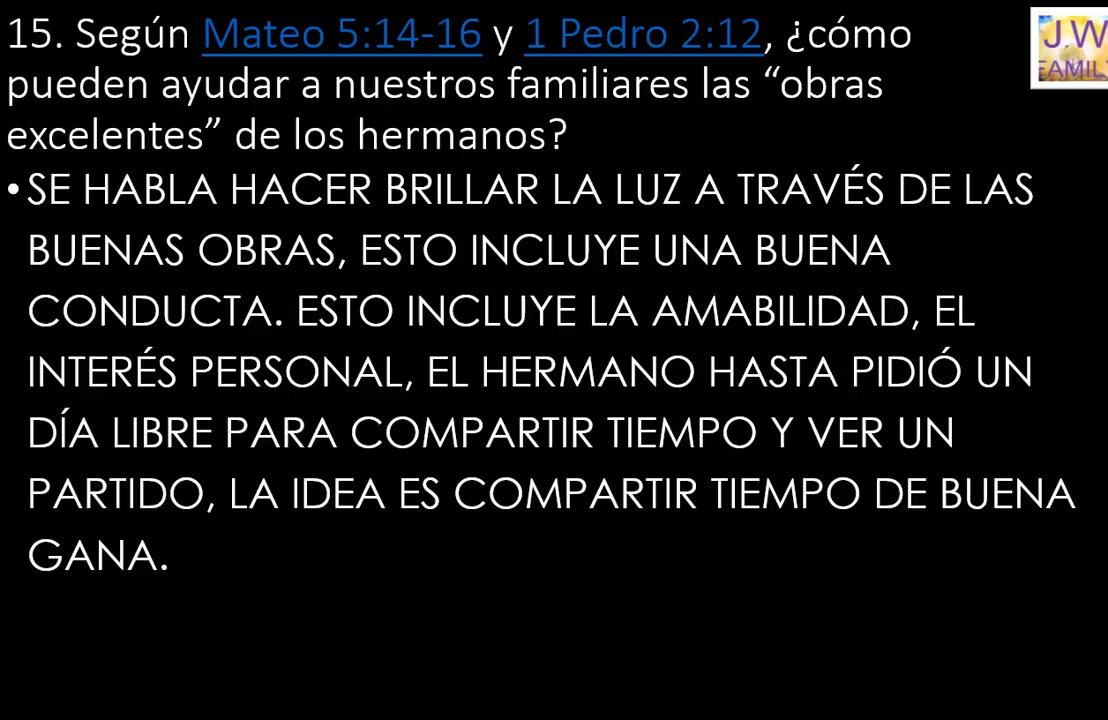 15. Según Mateo 5:14-16 y 1 Pedro 2:12, ¿cómo
pueden ayudar a nuestros familiares las “obras
excelentes” de los hermanos?
• SE HABLA HACER BRILLAR LA LUZ A TRAVÉS DE LAS
BUENAS OBRAS, ESTO INCLUYE UNA BUENA
CONDUCTA. ESTO INCLUYE LA AMABILIDAD, EL
INTERÉS PERSONAL, EL HERMANO HASTA PIDIÓ UN
DÍA LIBRE PARA COMPARTIR TIEMPO Y VER UN
PARTIDO, LA IDEA ES COMPARTIR TIEMPO DE BUENA
GANA.
J.W